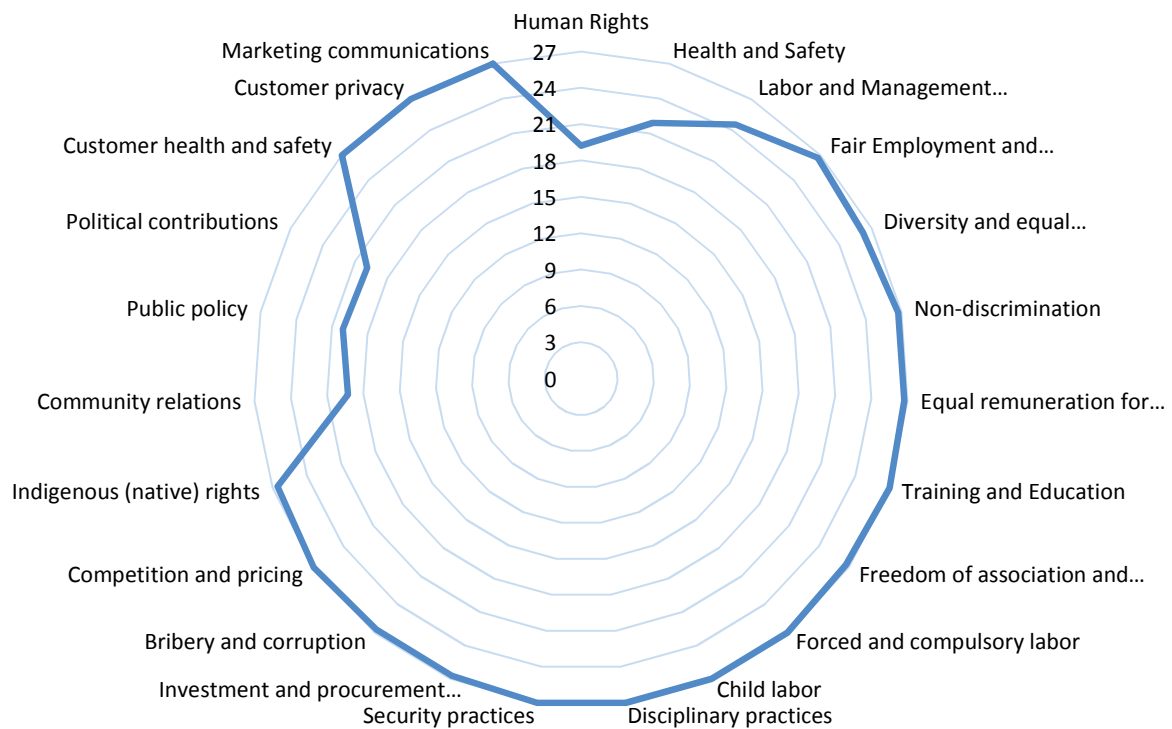 Human Rights
Health and Safety
Labor and Management...
Fair Employment and...
Diversity and equal...
Non-discrimination
Equal remuneration for...
Training and Education
Freedom of association and...
Forced and compulsory labor
Child labor
Disciplinary practices
Security practices
Investment and procurement...
Bribery and corruption
Competition and pricing
Indigenous (native) rights
Community relations
Public policy
Political contributions
Customer health and safety
Customer privacy
Marketing communications
27
24
21
18
15
12
9
6
3
0